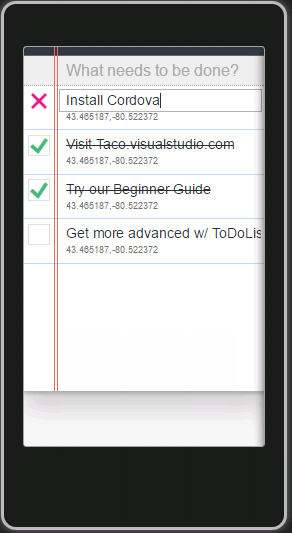 What needs to be done?
Install Cordova
43.465187,-80.522372
Visit Taco.visualstudio.com
43.465187,-80.522372
Try our Beginner Guide
43.465187,-80.522372
Get more advanced w/ ToDoLis
43.465187,-80.522372